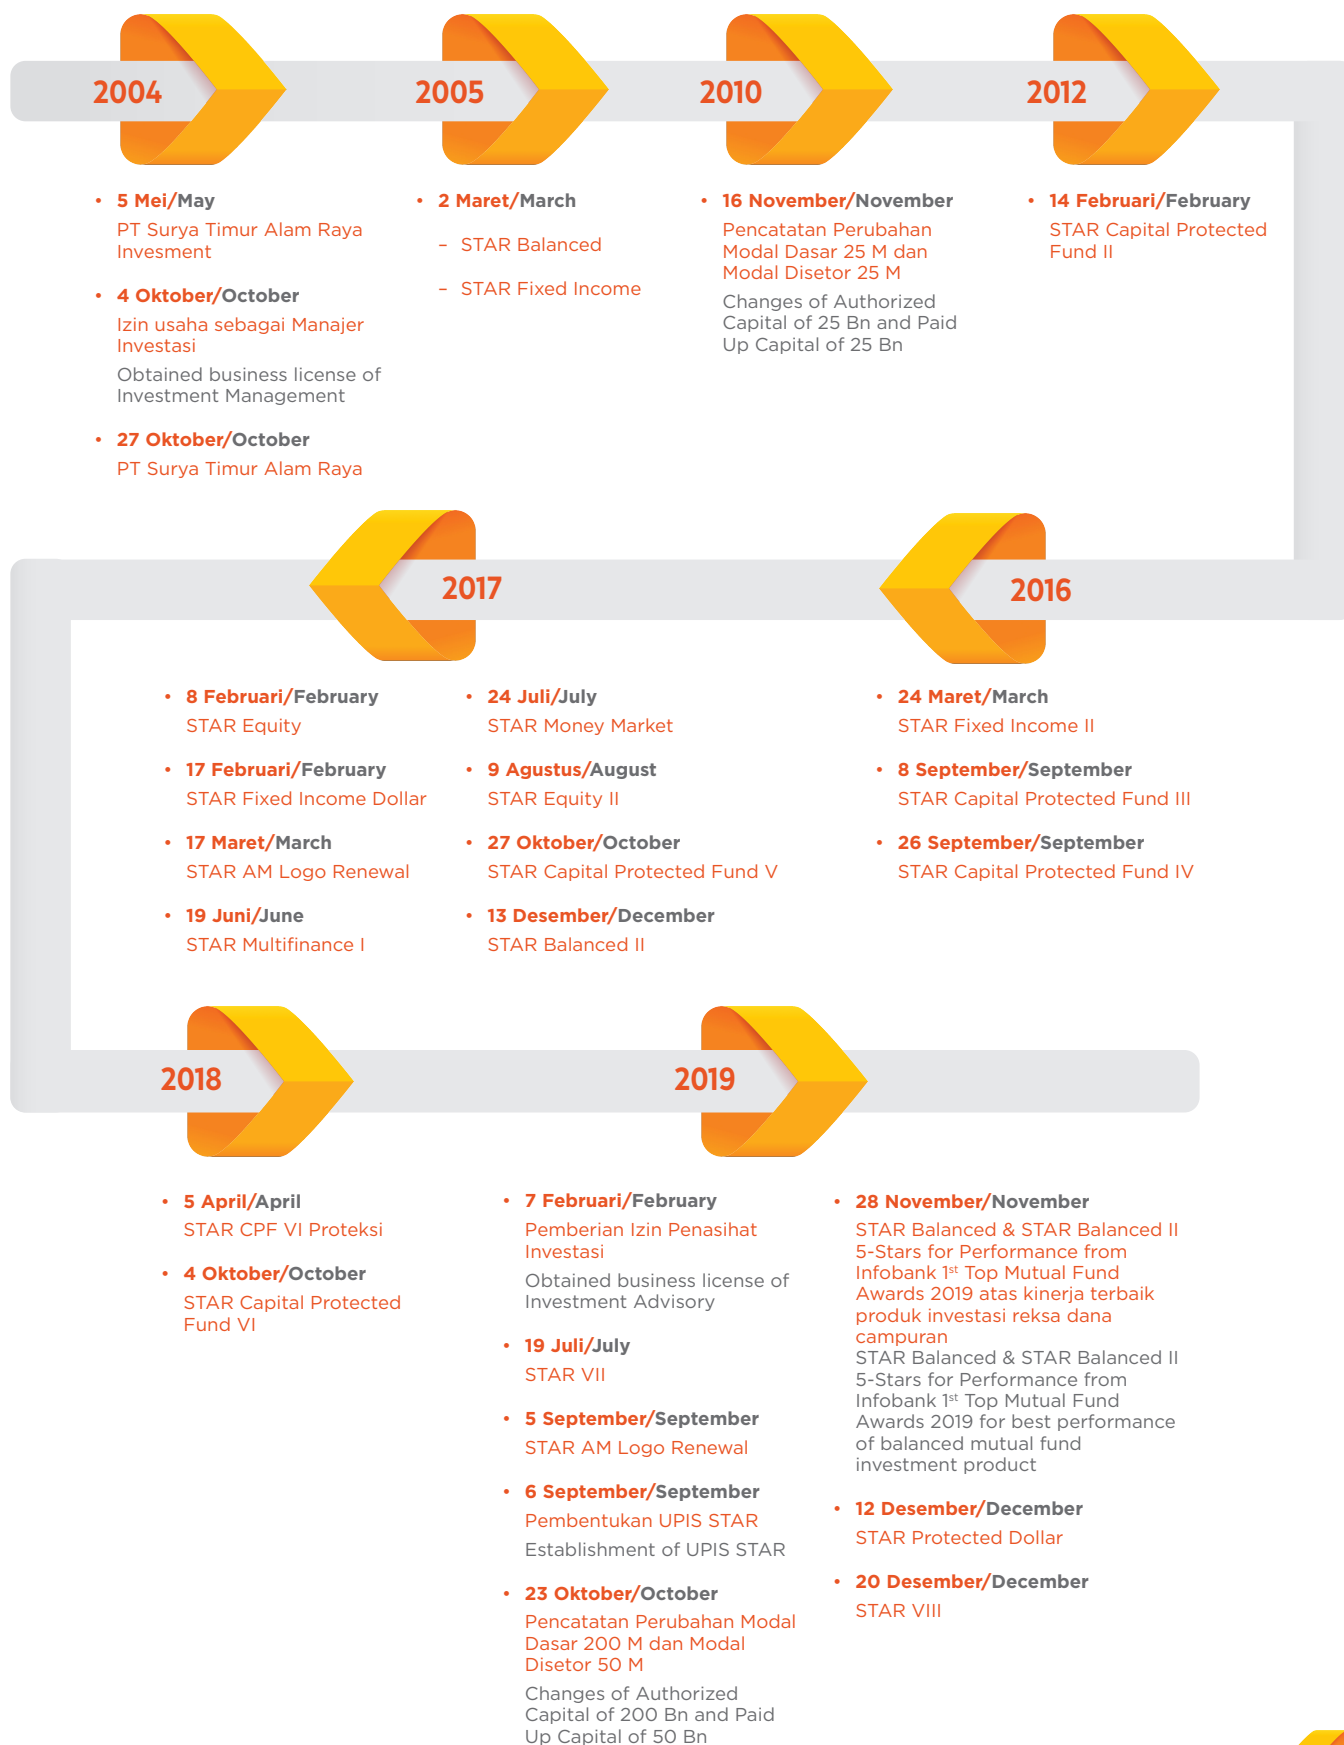 2004
• 5 Mei/May
PT Surya Timur Alam Raya
Invesment
• 4 Oktober/October
Izin usaha sebagai Manajer
Investasi
Obtained business license of
Investment Management
• 27 Oktober/October
PT Surya Timur Alam Raya
2005
• 2 Maret/March
– STAR Balanced
– STAR Fixed Income
2010
• 16 November/November
Pencatatan Perubahan
Modal Dasar 25 M dan
Modal Disetor 25 M
Changes of Authorized
Capital of 25 Bn and Paid
Up Capital of 25 Bn
2012
• 14 Februari/February
STAR Capital Protected
Fund II
2016
• 24 Maret/March
STAR Fixed Income II
• 8 September/September
STAR Capital Protected Fund III
• 26 September/September
STAR Capital Protected Fund IV
2017
• 8 Februari/February
STAR Equity
• 17 Februari/February
STAR Fixed Income Dollar
• 17 Maret/March
STAR AM Logo Renewal
• 19 Juni/June
STAR Multifinance I
• 24 Juli/July
STAR Money Market
• 9 Agustus/August
STAR Equity II
• 27 Oktober/October
STAR Capital Protected Fund V
• 13 Desember/December
STAR Balanced II
2018
• 5 April/April
STAR CPF VI Proteksi
• 4 Oktober/October
STAR Capital Protected
Fund VI
2019
• 7 Februari/February
Pemberian Izin Penasihat
Investasi
Obtained business license of
Investment Advisory
• 19 Juli/July
STAR VII
• 5 September/September
STAR AM Logo Renewal
• 6 September/September
Pembentukan UPIS STAR
Establishment of UPIS STAR
• 23 Oktober/October
Pencatatan Perubahan Modal
Dasar 200 M dan Modal
Disetor 50 M
Changes of Authorized
Capital of 200 Bn and Paid
Up Capital of 50 Bn
• 28 November/November
STAR Balanced & STAR Balanced II
5-Stars for Performance from
Infobank 1st Top Mutual Fund
Awards 2019 atas kinerja terbaik
produk investasi reksa dana
campuran
STAR Balanced & STAR Balanced II
5-Stars for Performance from
Infobank 1st Top Mutual Fund
Awards 2019 for best performance
of balanced mutual fund
investment product
• 12 Desember/December
STAR Protected Dollar
• 20 Desember/December
STAR VIII